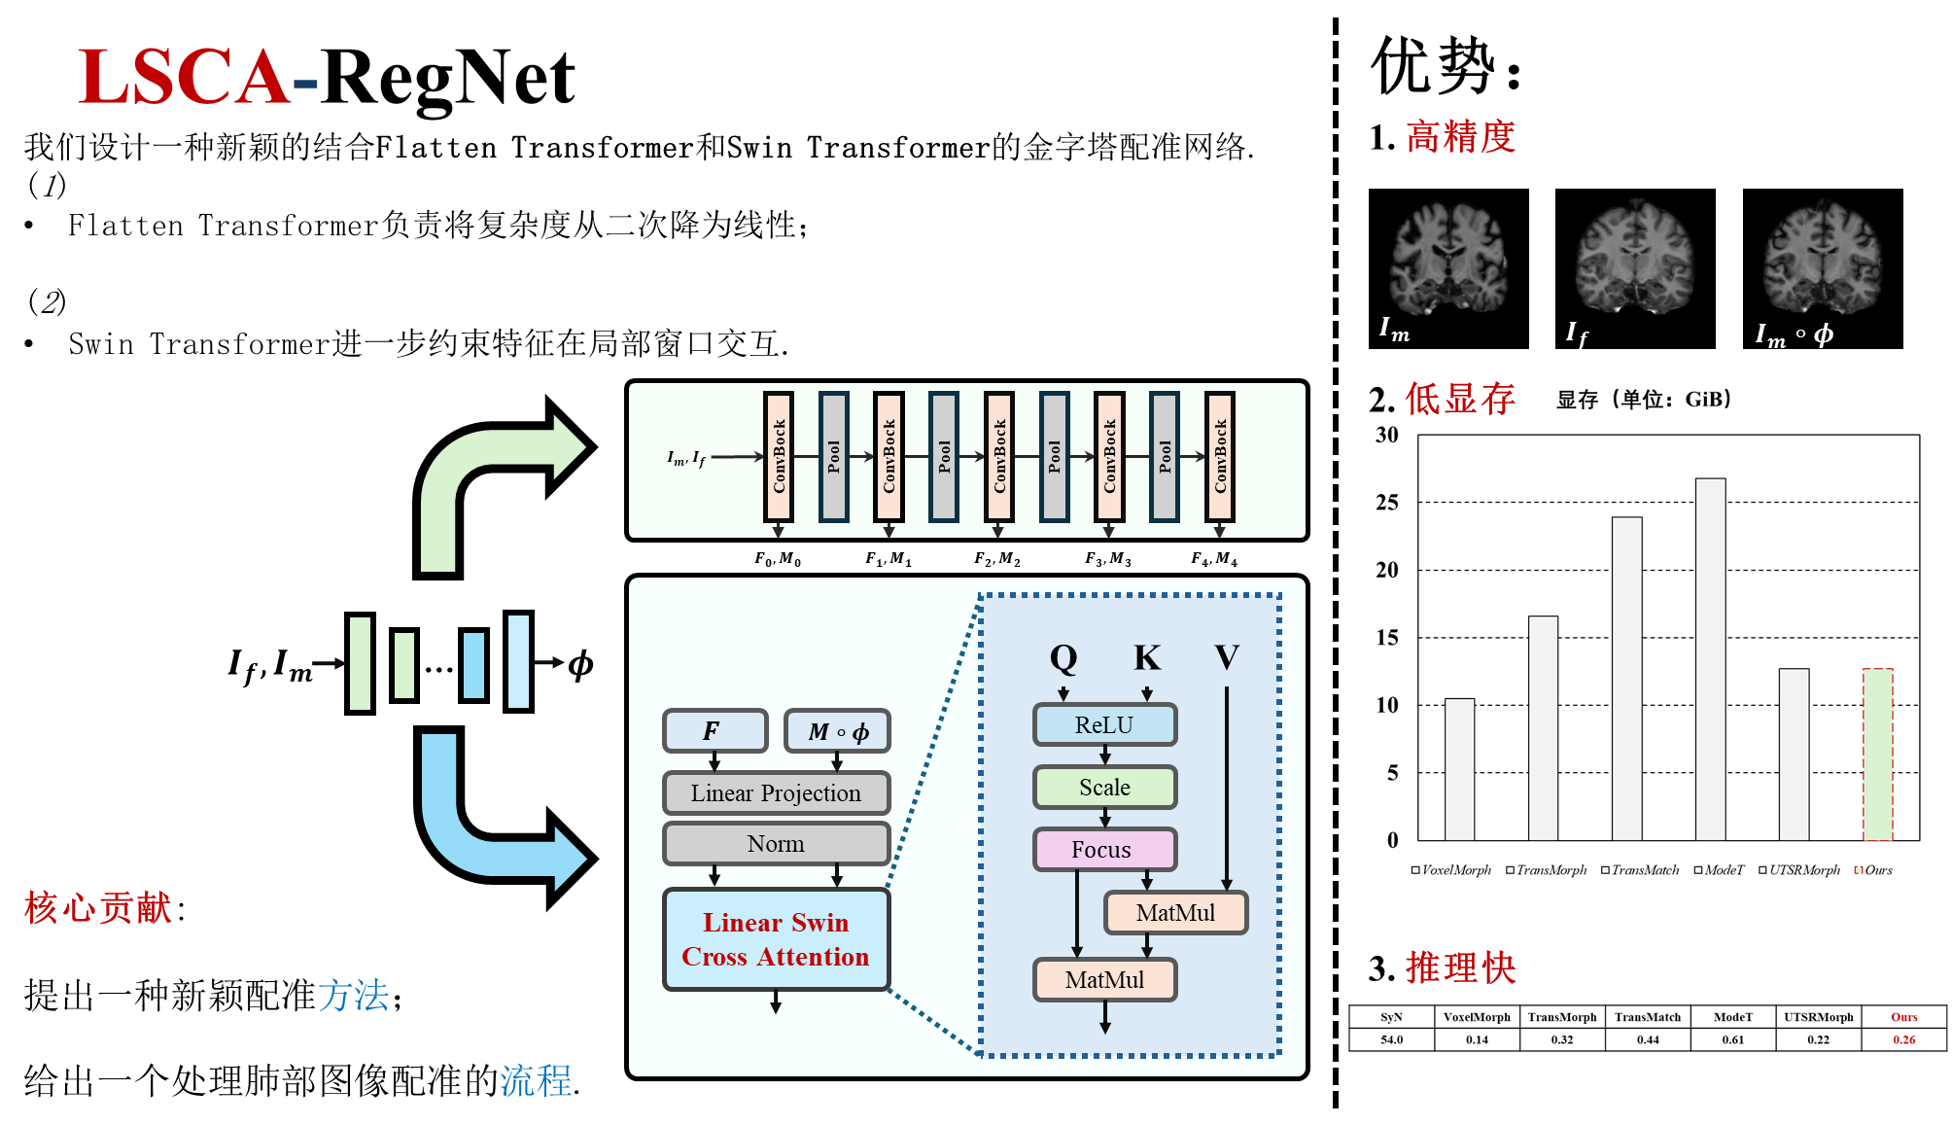 LSCA-RegNet
我们设计一种新颖的结合Flatten Transformer和Swin Transformer的金字塔配准网络.
(1)
• Flatten Transformer负责将复杂度从二次降为线性;
(2)
• Swin Transformer进一步约束特征在局部窗口交互.
I_m, I_f
ConvBock
Pool
ConvBock
Pool
ConvBock
Pool
ConvBock
Pool
ConvBock
F_0, M_0
F_1, M_1
F_2, M_2
F_3, M_3
F_4, M_4
I_f, I_m
...
ϕ
F
M∘ϕ
Linear Projection
Norm
Linear Swin
Cross Attention
Q K V
ReLU
Scale
Focus
MatMul
MatMul
核心贡献:
提出一种新颖配准方法;
给出一个处理肺部图像配准的流程.
优势:
1. 高精度
I_m
I_f
I_m∘ϕ
2. 低显存
显存（单位：GiB）
30
25
20
15
10
5
0
VoxelMorph TransMorph TransMatch ModeT UTSRMorph Ours
3. 推理快
SyN VoxelMorph TransMorph TransMatch ModeT UTSRMorph Ours
54.0 0.14 0.32 0.44 0.61 0.22 0.26